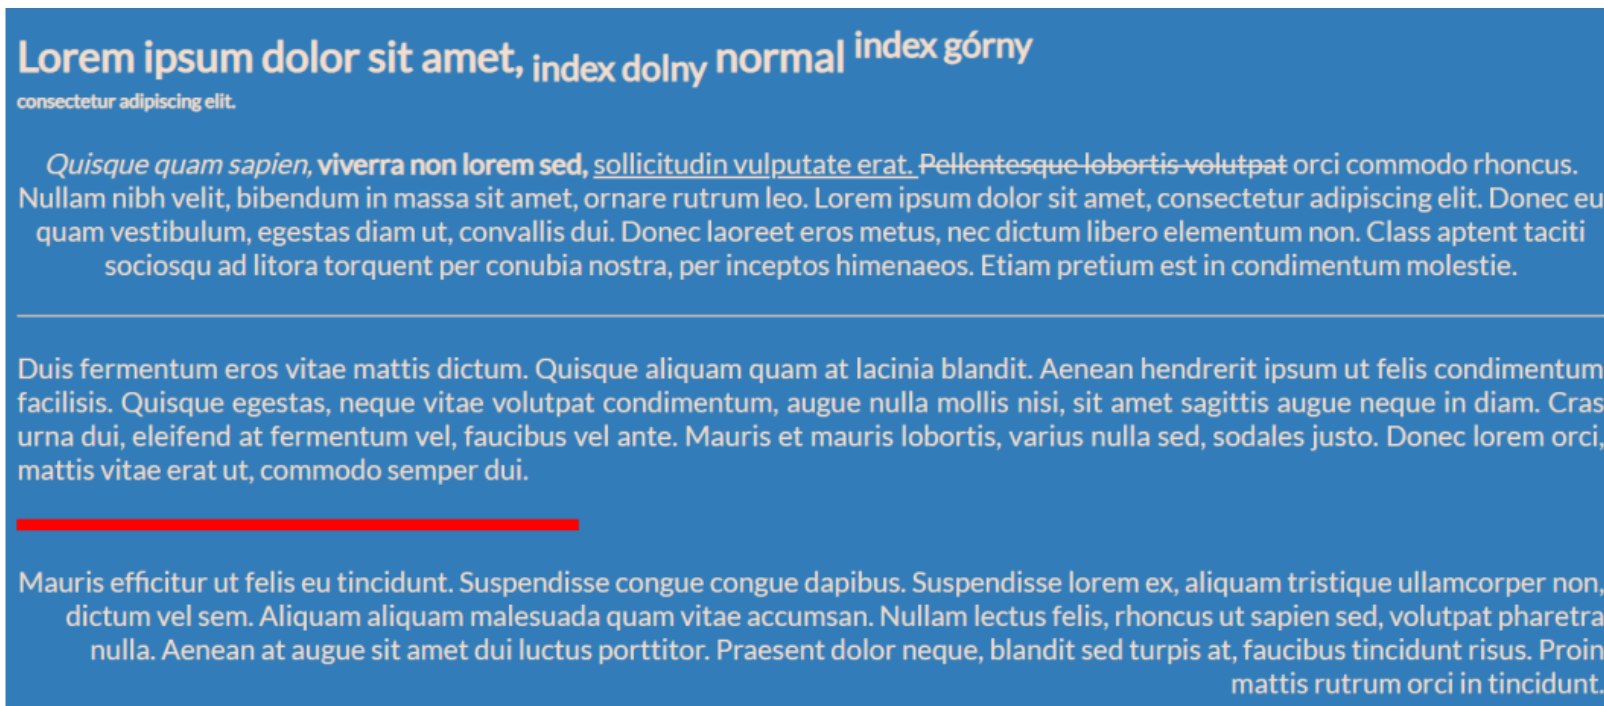 Lorem ipsum dolor sit amet, index dolny normal index górny
consectetur adipiscing elit.
Quisque quam sapien, viverra non lorem sed, sollicitudin vulputate erat. Pellentesque lobortis volutpat orci commodo rhoncus.
Nullam nibh velit, bibendum in massa sit amet, ornare rutrum leo. Lorem ipsum dolor sit amet, consectetur adipiscing elit. Donec eu
quam vestibulum, egestas diam ut, convallis dui. Donec laoreet eros metus, nec dictum libero elementum non. Class aptent taciti
sociosqu ad litora torquent per conubia nostra, per inceptos himenaeos. Etiam pretium est in condimentum molestie.
Duis fermentum eros vitae mattis dictum. Quisque aliquam quam at lacinia blandit. Aenean hendrerit ipsum ut felis condimentum
facilisis. Quisque egestas, neque vitae volutpat condimentum, augue nulla mollis nisi, sit amet sagittis augue neque in diam. Cras
urna dui, eleifend at fermentum vel, faucibus vel ante. Mauris et mauris lobortis, varius nulla sed, sodales justo. Donec lorem orci,
mattis vitae erat ut, commodo semper dui.
Mauris efficitur ut felis eu tincidunt. Suspendisse congue congue dapibus. Suspendisse lorem ex, aliquam tristique ullamcorper non,
dictum vel sem. Aliquam aliquam malesuada quam vitae accumsan. Nullam lectus felis, rhoncus ut sapien sed, volutpat pharetra
nulla. Aenean at augue sit amet dui luctus porttitor. Praesent dolor neque, blandit sed turpis at, faucibus tincidunt risus. Proin
mattis rutrum orci in tincidunt.